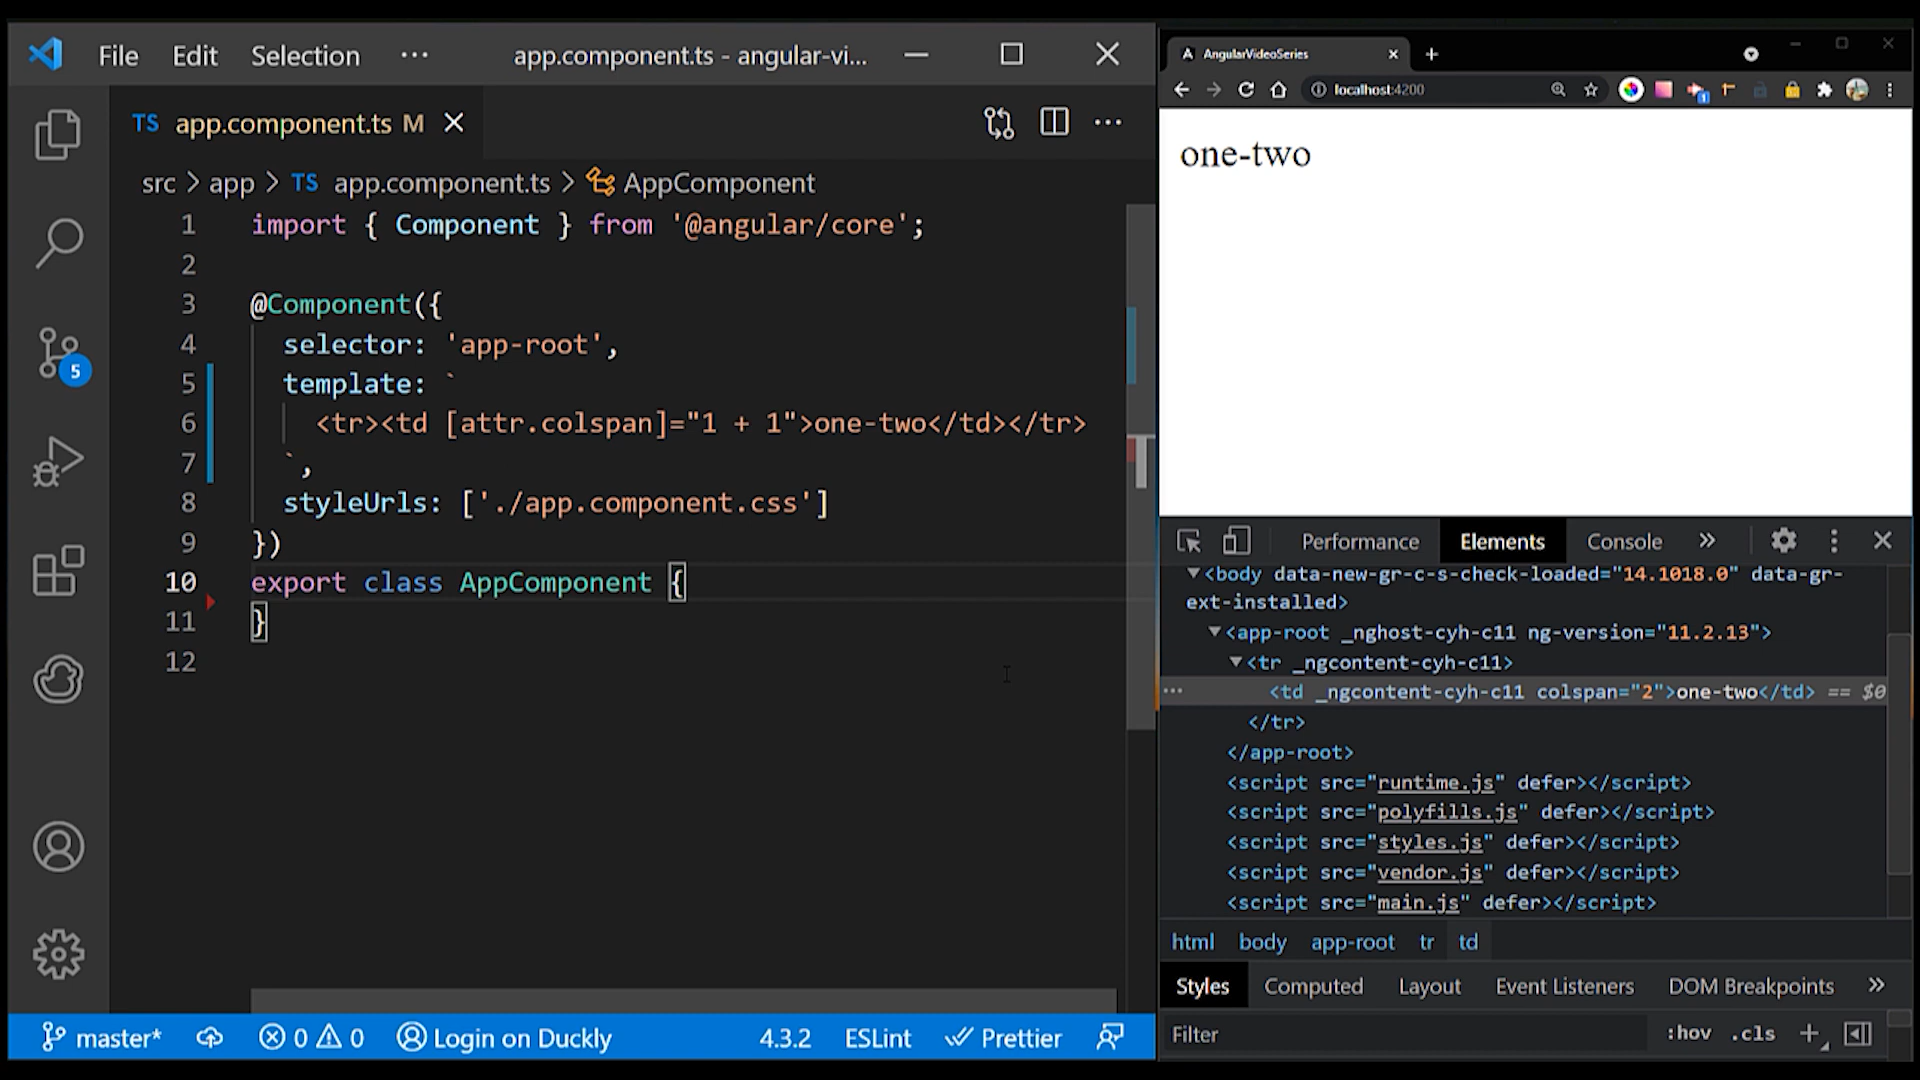 File Edit Selection ··· app.component.ts - angular-vi...
TS app.component.ts M
src > app > TS app.component.ts > AppComponent
1 import { Component } from '@angular/core';
2
3 @Component({
4 selector: 'app-root',
5 template: `
6 <tr><td [attr.colspan]="1 + 1">one-two</td></tr>
7 `,
8 styleUrls: ['./app.component.css']
9 })
10 export class AppComponent {
11 }
12
5
master* 0 0 Login on Duckly 4.3.2 ESLint Prettier
AngularVideoSeries
localhost:4200
1
one-two
Performance Elements Console »
<body data-new-gr-c-s-check-loaded="14.1018.0" data-gr-
ext-installed>
<app-root _nghost-cyh-c11 ng-version="11.2.13">
<tr _ngcontent-cyh-c11>
··· <td _ngcontent-cyh-c11 colspan="2">one-two</td> == $0
</tr>
</app-root>
<script src="runtime.js" defer></script>
<script src="polyfills.js" defer></script>
<script src="styles.js" defer></script>
<script src="vendor.js" defer></script>
<script src="main.js" defer></script>
html body app-root tr td
Styles Computed Layout Event Listeners DOM Breakpoints »
Filter :hov .cls +